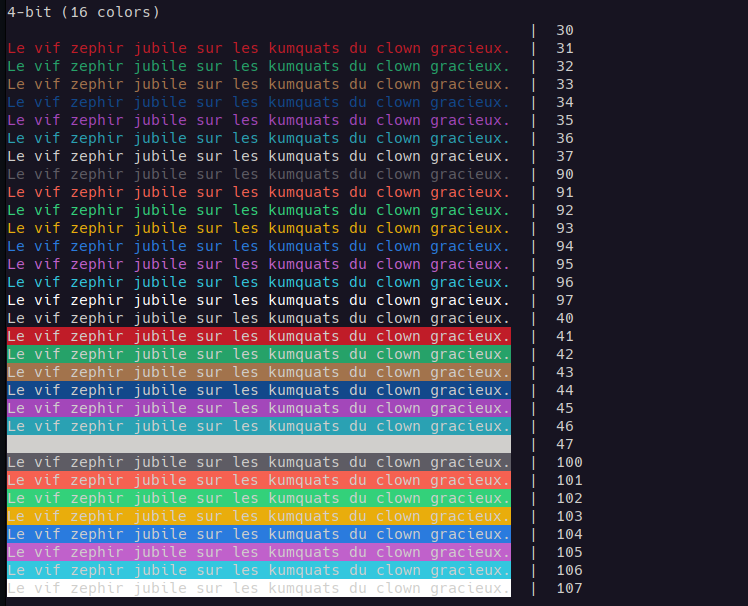 4-bit (16 colors)
| 30
Le vif zephir jubile sur les kumquats du clown gracieux. | 31
Le vif zephir jubile sur les kumquats du clown gracieux. | 32
Le vif zephir jubile sur les kumquats du clown gracieux. | 33
Le vif zephir jubile sur les kumquats du clown gracieux. | 34
Le vif zephir jubile sur les kumquats du clown gracieux. | 35
Le vif zephir jubile sur les kumquats du clown gracieux. | 36
Le vif zephir jubile sur les kumquats du clown gracieux. | 37
Le vif zephir jubile sur les kumquats du clown gracieux. | 90
Le vif zephir jubile sur les kumquats du clown gracieux. | 91
Le vif zephir jubile sur les kumquats du clown gracieux. | 92
Le vif zephir jubile sur les kumquats du clown gracieux. | 93
Le vif zephir jubile sur les kumquats du clown gracieux. | 94
Le vif zephir jubile sur les kumquats du clown gracieux. | 95
Le vif zephir jubile sur les kumquats du clown gracieux. | 96
Le vif zephir jubile sur les kumquats du clown gracieux. | 97
Le vif zephir jubile sur les kumquats du clown gracieux. | 40
Le vif zephir jubile sur les kumquats du clown gracieux. | 41
Le vif zephir jubile sur les kumquats du clown gracieux. | 42
Le vif zephir jubile sur les kumquats du clown gracieux. | 43
Le vif zephir jubile sur les kumquats du clown gracieux. | 44
Le vif zephir jubile sur les kumquats du clown gracieux. | 45
Le vif zephir jubile sur les kumquats du clown gracieux. | 46
| 47
Le vif zephir jubile sur les kumquats du clown gracieux. | 100
Le vif zephir jubile sur les kumquats du clown gracieux. | 101
Le vif zephir jubile sur les kumquats du clown gracieux. | 102
Le vif zephir jubile sur les kumquats du clown gracieux. | 103
Le vif zephir jubile sur les kumquats du clown gracieux. | 104
Le vif zephir jubile sur les kumquats du clown gracieux. | 105
Le vif zephir jubile sur les kumquats du clown gracieux. | 106
Le vif zephir jubile sur les kumquats du clown gracieux. | 107